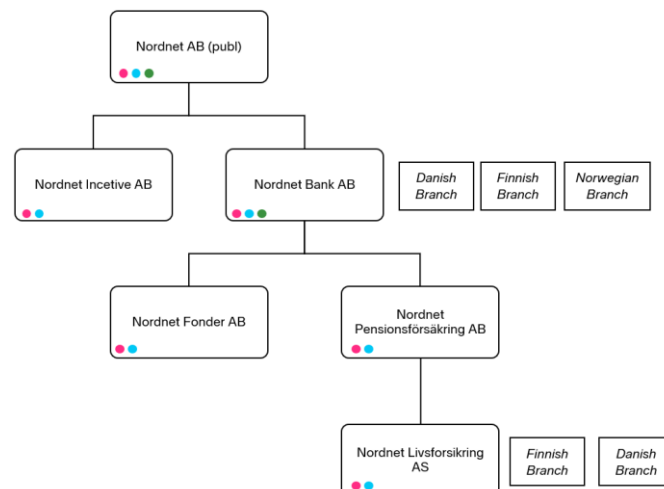 Nordnet AB (publ)
Nordnet Incetive AB
Nordnet Bank AB
Danish
Branch
Finnish
Branch
Norwegian
Branch
Nordnet Fonder AB
Nordnet
Pensionsförsäkring AB
Nordnet Livsforsikring
AS
Finnish
Branch
Danish
Branch